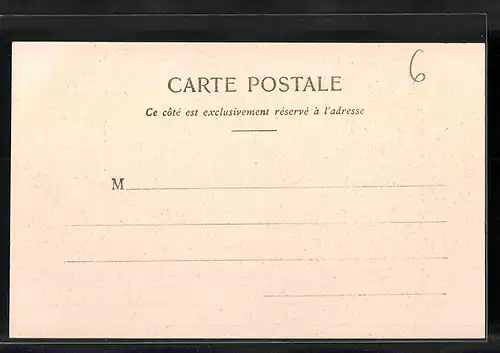 6
CARTE POSTALE
Ce côté est exclusivement réservé à l'adresse
M